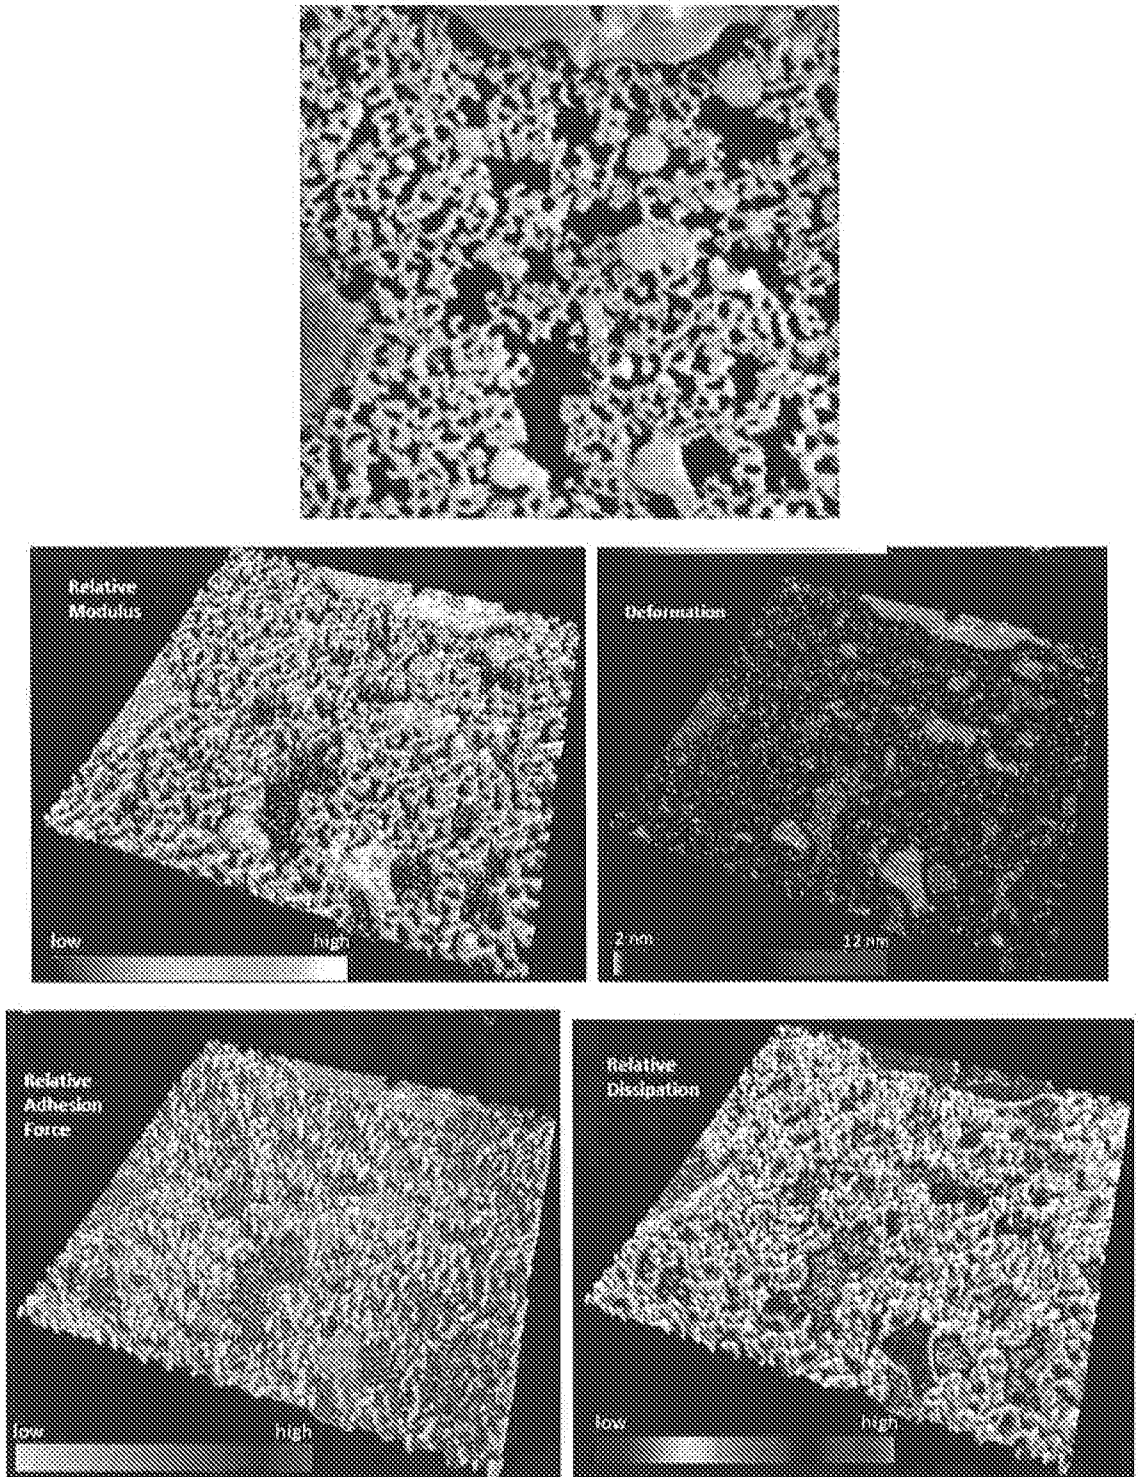 Relative
Modulus
low
high
Deformation
2 nm
12 nm
Relative
Adhesion
Force
low
high
Relative
Dissipation
low
high